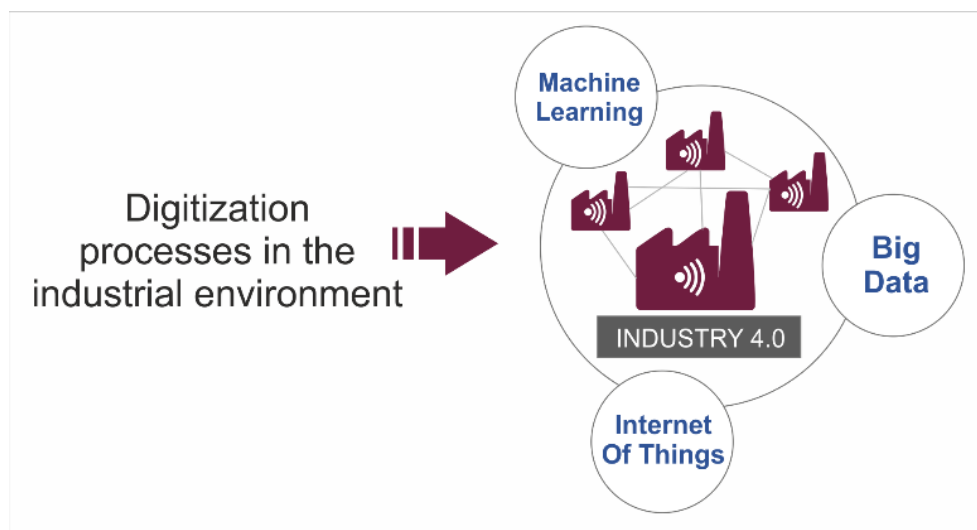 Digitization
processes in the
industrial environment
Machine
Learning
Big
Data
INDUSTRY 4.0
Internet
Of Things